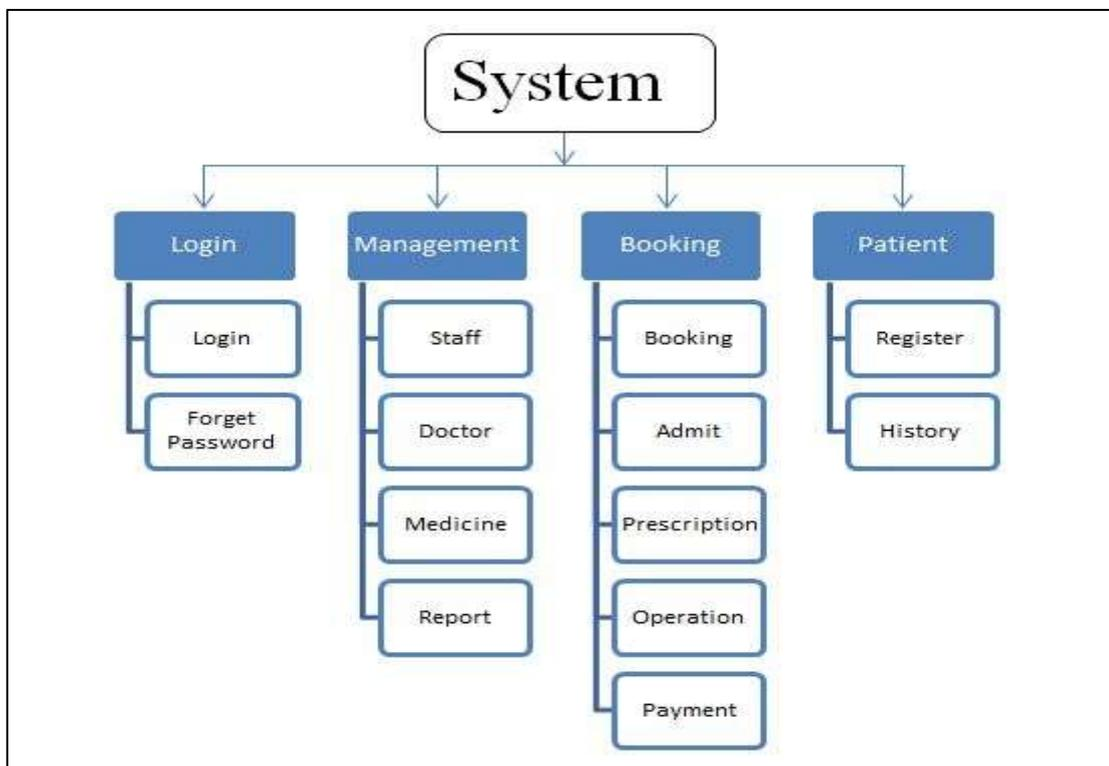 System
Login
Management
Booking
Patient
Login
Forget
Password
Staff
Doctor
Medicine
Report
Booking
Admit
Prescription
Operation
Payment
Register
History